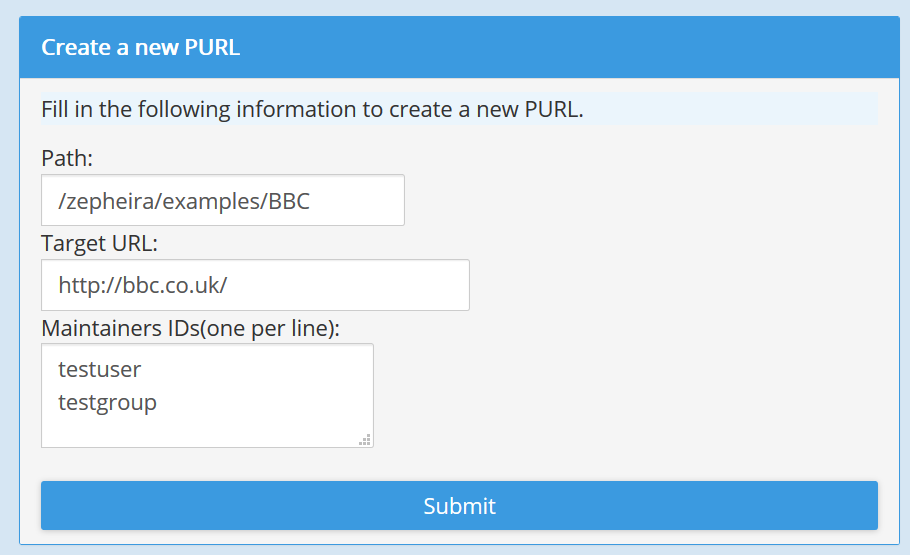 Create a new PURL
Fill in the following information to create a new PURL.
Path:
/zepheira/examples/BBC
Target URL:
http://bbc.co.uk/
Maintainers IDs(one per line):
testuser
testgroup
Submit